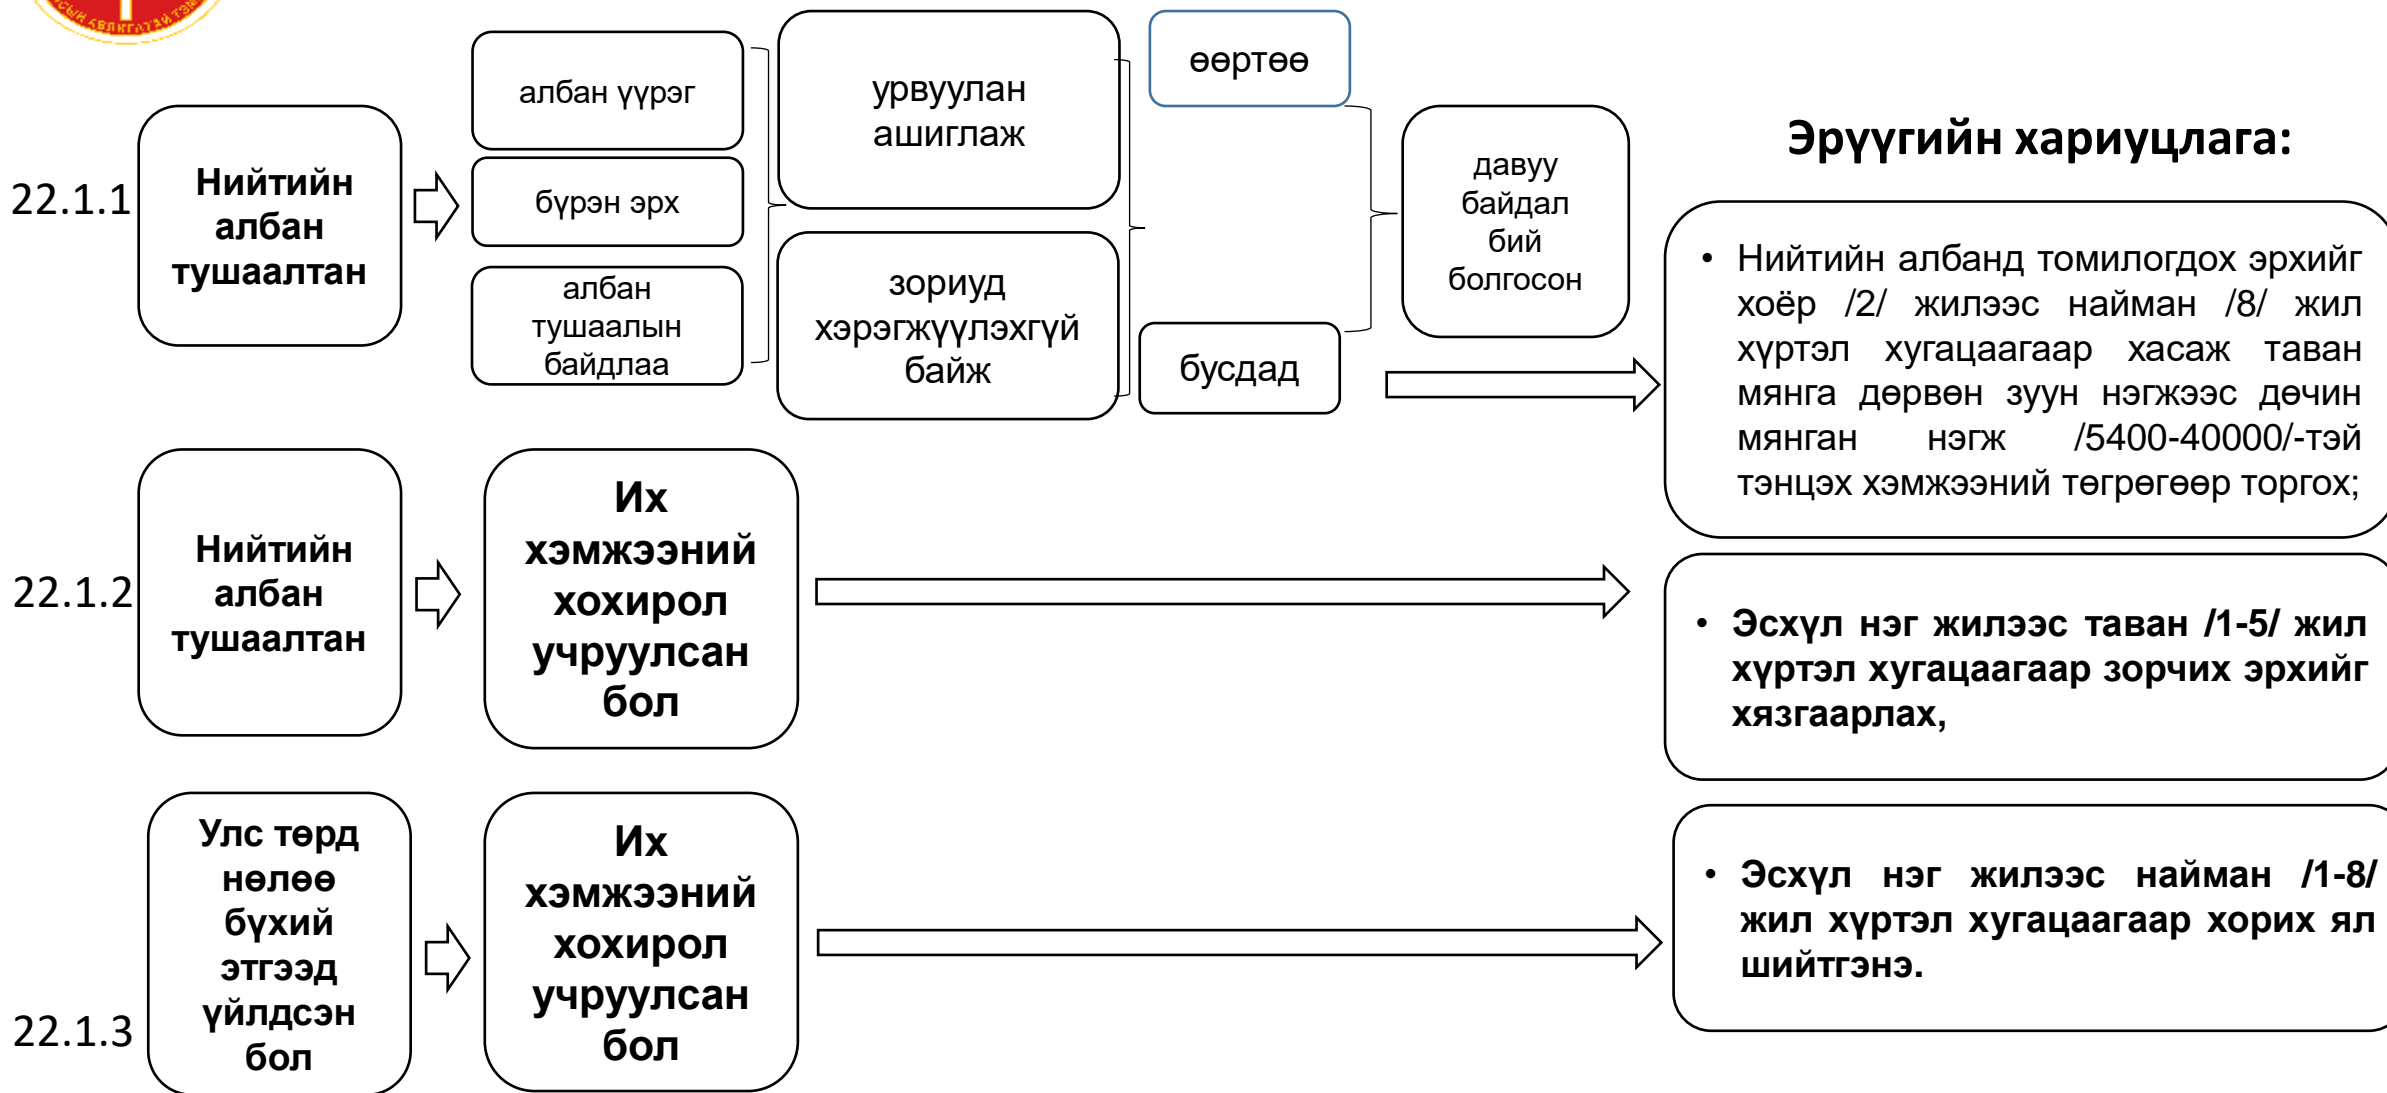 22.1.1
Нийтийн
албан
тушаалтан
албан үүрэг
бүрэн эрх
албан
тушаалын
байдлаа
урвуулан
ашиглаж
зориуд
хэрэгжүүлэхгүй
байж
өөртөө
бусдад
давуу
байдал
бий
болгосон
Эрүүгийн хариуцлага:
• Нийтийн албанд томилогдох эрхийг
хоёр /2/ жилээс найман /8/ жил
хүртэл хугацаагаар хасаж таван
мянга дөрвөн зуун нэгжээс дөчин
мянган нэгж /5400-40000/-тэй
тэнцэх хэмжээний төгрөгөөр торгох;
22.1.2
Нийтийн
албан
тушаалтан
Их
хэмжээний
хохирол
учруулсан
бол
• Эсхүл нэг жилээс таван /1-5/ жил
хүртэл хугацаагаар зорчих эрхийг
хязгаарлах,
22.1.3
Улс төрд
нөлөө
бүхий
этгээд
үйлдсэн
бол
Их
хэмжээний
хохирол
учруулсан
бол
• Эсхүл нэг жилээс найман /1-8/
жил хүртэл хугацаагаар хорих ял
шийтгэнэ.